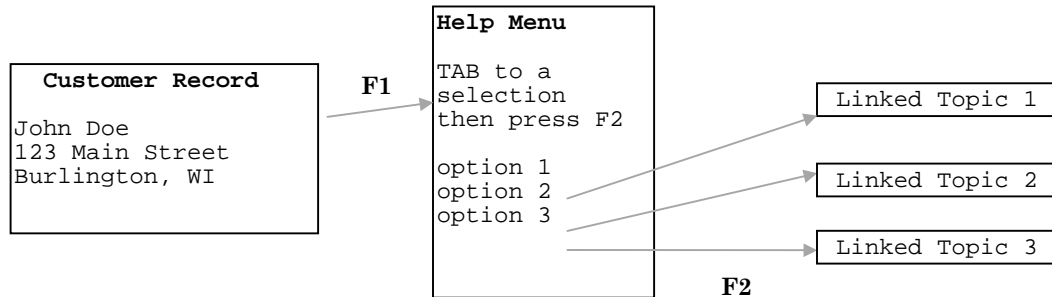 Customer Record
John Doe
123 Main Street
Burlington, WI
F1
Help Menu
TAB to a
selection
then press F2
option 1
option 2
option 3
F2
Linked Topic 1
Linked Topic 2
Linked Topic 3